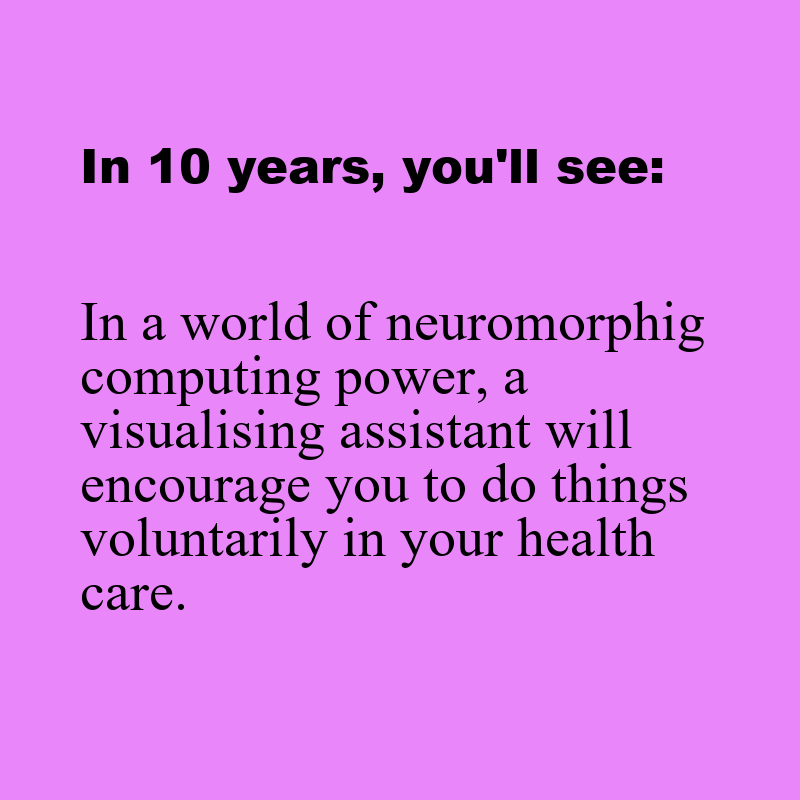 In 10 years, you'll see:
In a world of neuromorphig
computing power, a
visualising assistant will
encourage you to do things
voluntarily in your health
care.